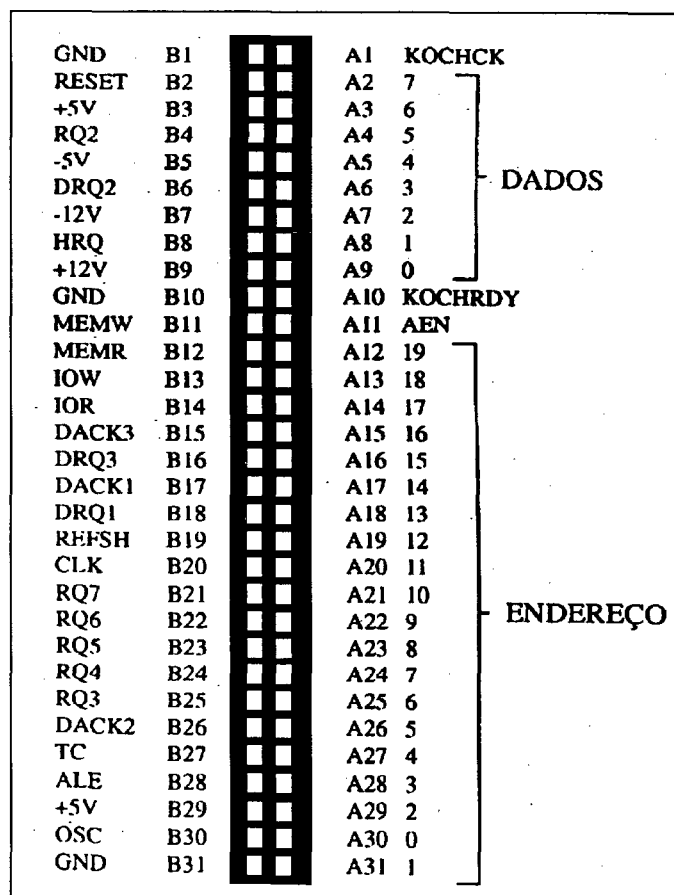 GND B1 A1 KOCHCK
RESET B2 A2 7
+5V B3 A3 6
RQ2 B4 A4 5
-5V B5 A5 4
DRQ2 B6 A6 3
DADOS
-12V B7 A7 2
HRQ B8 A8 1
+12V B9 A9 0
GND B10 A10 KOCHRDY
MEMW B11 A11 AEN
MEMR B12 A12 19
IOW B13 A13 18
IOR B14 A14 17
DACK3 B15 A15 16
DRQ3 B16 A16 15
DACK1 B17 A17 14
DRQ1 B18 A18 13
REFSH B19 A19 12
CLK B20 A20 11
RQ7 B21 A21 10
RQ6 B22 A22 9
ENDEREÇO
RQ5 B23 A23 8
RQ4 B24 A24 7
RQ3 B25 A25 6
DACK2 B26 A26 5
TC B27 A27 4
ALE B28 A28 3
+5V B29 A29 2
OSC B30 A30 0
GND B31 A31 1